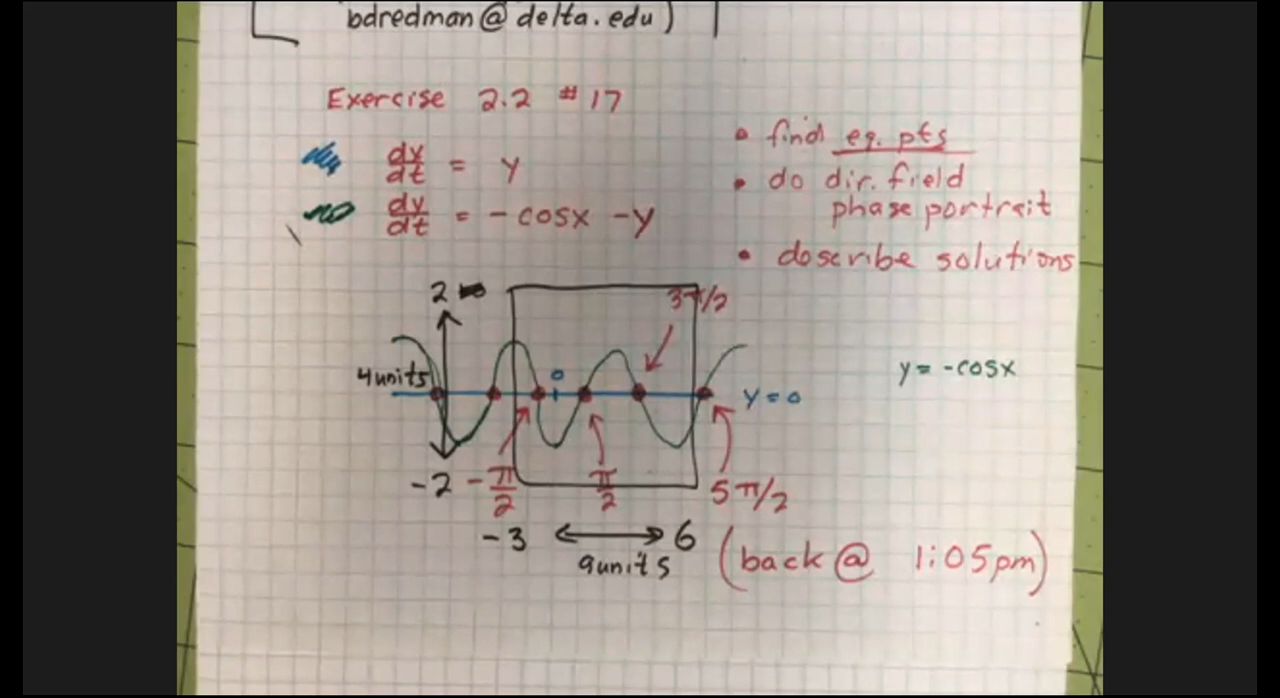 bdredman@delta.edu)
Exercise 2.2 #17
dx/dt = y
dy/dt = -cosx -y
• find eq. pts
• do dir. field
phase portrait
• describe solutions
2
3π/2
4units
0
y=0
y= -cosx
-2
-π/2
π/2
5π/2
-3
6
9units
(back@ 1:05pm)